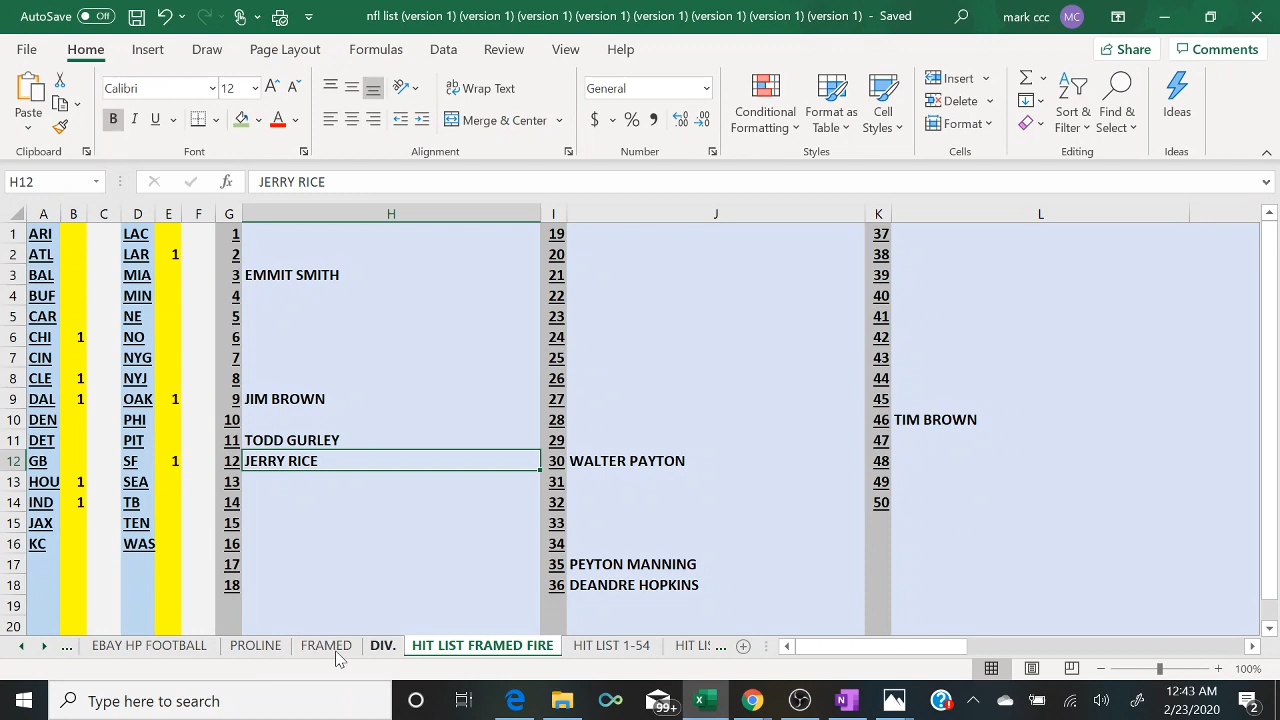 AutoSave Off nfl list (version 1) (version 1) (version 1) (version 1) (version 1) (version 1) (version 1) - Saved mark ccc MC
File Home Insert Draw Page Layout Formulas Data Review View Help Share Comments
Paste Calibri 12 Wrap Text General Conditional Formatting Format as Table Cell Styles Insert Sort & Filter Find & Select Ideas
B I U A Merge & Center $ % Delete
Format
Clipboard Font Alignment Number Styles Cells Editing Ideas
H12 fx JERRY RICE
A B C D E F G H I J K L
1 ARI LAC 1 19 37
2 ATL LAR 1 2 20 38
3 BAL MIA 3 EMMIT SMITH 21 39
4 BUF MIN 4 22 40
5 CAR NE 5 23 41
6 CHI 1 NO 6 24 42
7 CIN NYG 7 25 43
8 CLE 1 NYJ 8 26 44
9 DAL 1 OAK 1 9 JIM BROWN 27 45
10 DEN PHI 10 28 46 TIM BROWN
11 DET PIT 11 TODD GURLEY 29 47
12 GB SF 1 12 JERRY RICE 30 WALTER PAYTON 48
13 HOU 1 SEA 13 31 49
14 IND 1 TB 14 32 50
15 JAX TEN 15 33
16 KC WAS 16 34
17 17 35 PEYTON MANNING
18 18 36 DEANDRE HOPKINS
19
20
... EBAY HP FOOTBALL PROLINE FRAMED DIV. HIT LIST FRAMED FIRE HIT LIST 1-54 HIT LIS ...
100%
Type here to search 99+ 12:43 AM
2/23/2020 2